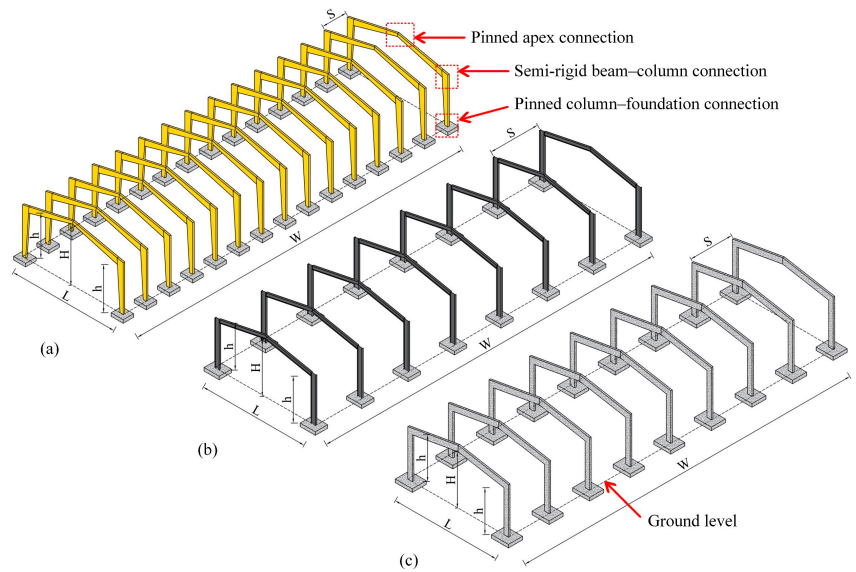 S
Pinned apex connection
Semi-rigid beam–column connection
Pinned column–foundation connection
S
W
h
H
h
L
(a)
S
W
h
H
h
L
(b)
W
h
H
h
L
Ground level
(c)